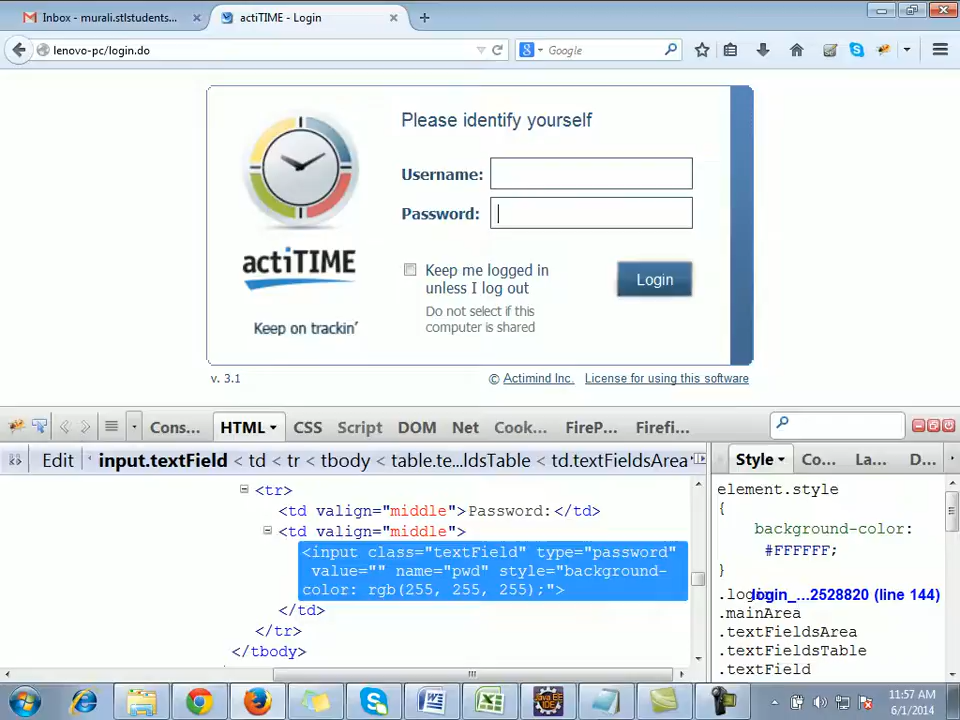 Inbox - murali.stlstudents...
actiTIME - Login
lenovo-pc/login.do
Google
Please identify yourself
Username:
Password:
actiTIME
Keep me logged in
unless I log out
Login
Do not select if this
computer is shared
Keep on trackin'
v. 3.1
© Actimind Inc. License for using this software
Cons... HTML CSS Script DOM Net Cook... FireP... Firefi...
Edit input.textField < td < tr < tbody < table.te...ldsTable < td.textFieldsArea
Style Co... La... D...
<tr>
<td valign="middle">Password:</td>
<td valign="middle">
<input class="textField" type="password"
value="" name="pwd" style="background-
color: rgb(255, 255, 255);">
</td>
</tr>
</tbody>
element.style
{
background-color:
#FFFFFF;
}
login_...2528820 (line 144)
.mainArea
.textFieldsArea
.textFieldsTable
.textField
11:57 AM
6/1/2014